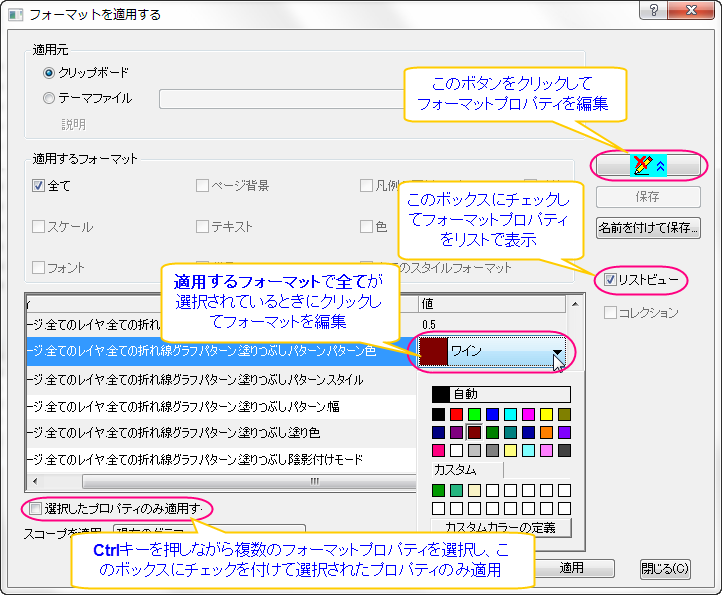 フォーマットを適用する
適用元
クリップボード
テーマファイル
説明
このボタンをクリックして
フォーマットプロパティを編集
適用するフォーマット
全て
ページ背景
凡例
保存
スケール
テキスト
色
このボックスにチェックし
てフォーマットプロパティ
をリストで表示
名前を付けて保存...
フォント
のスタイルフォーマット
リストビュー
コレクション
適用するフォーマットで全てが
選択されているときにクリックし
てフォーマットを編集
値
ージ.全てのレイヤ.全ての折れ
0.5
ージ.全てのレイヤ.全ての折れ線グラフパターン塗りつぶしパターンパターン色
ワイン
ージ.全てのレイヤ.全ての折れ線グラフパターン塗りつぶしパターンスタイル
自動
ージ.全てのレイヤ.全ての折れ線グラフパターン塗りつぶしパターン幅
ージ.全てのレイヤ.全ての折れ線グラフパターン塗りつぶし塗り色
ージ.全てのレイヤ.全ての折れ線グラフパターン塗りつぶし陰影付けモード
カスタム
カスタムカラーの定義
選択したプロパティのみ適用す
スコープを適用
Ctrlキーを押しながら複数のフォーマットプロパティを選択し、こ
のボックスにチェックを付けて選択されたプロパティのみ適用
適用
閉じる(C)